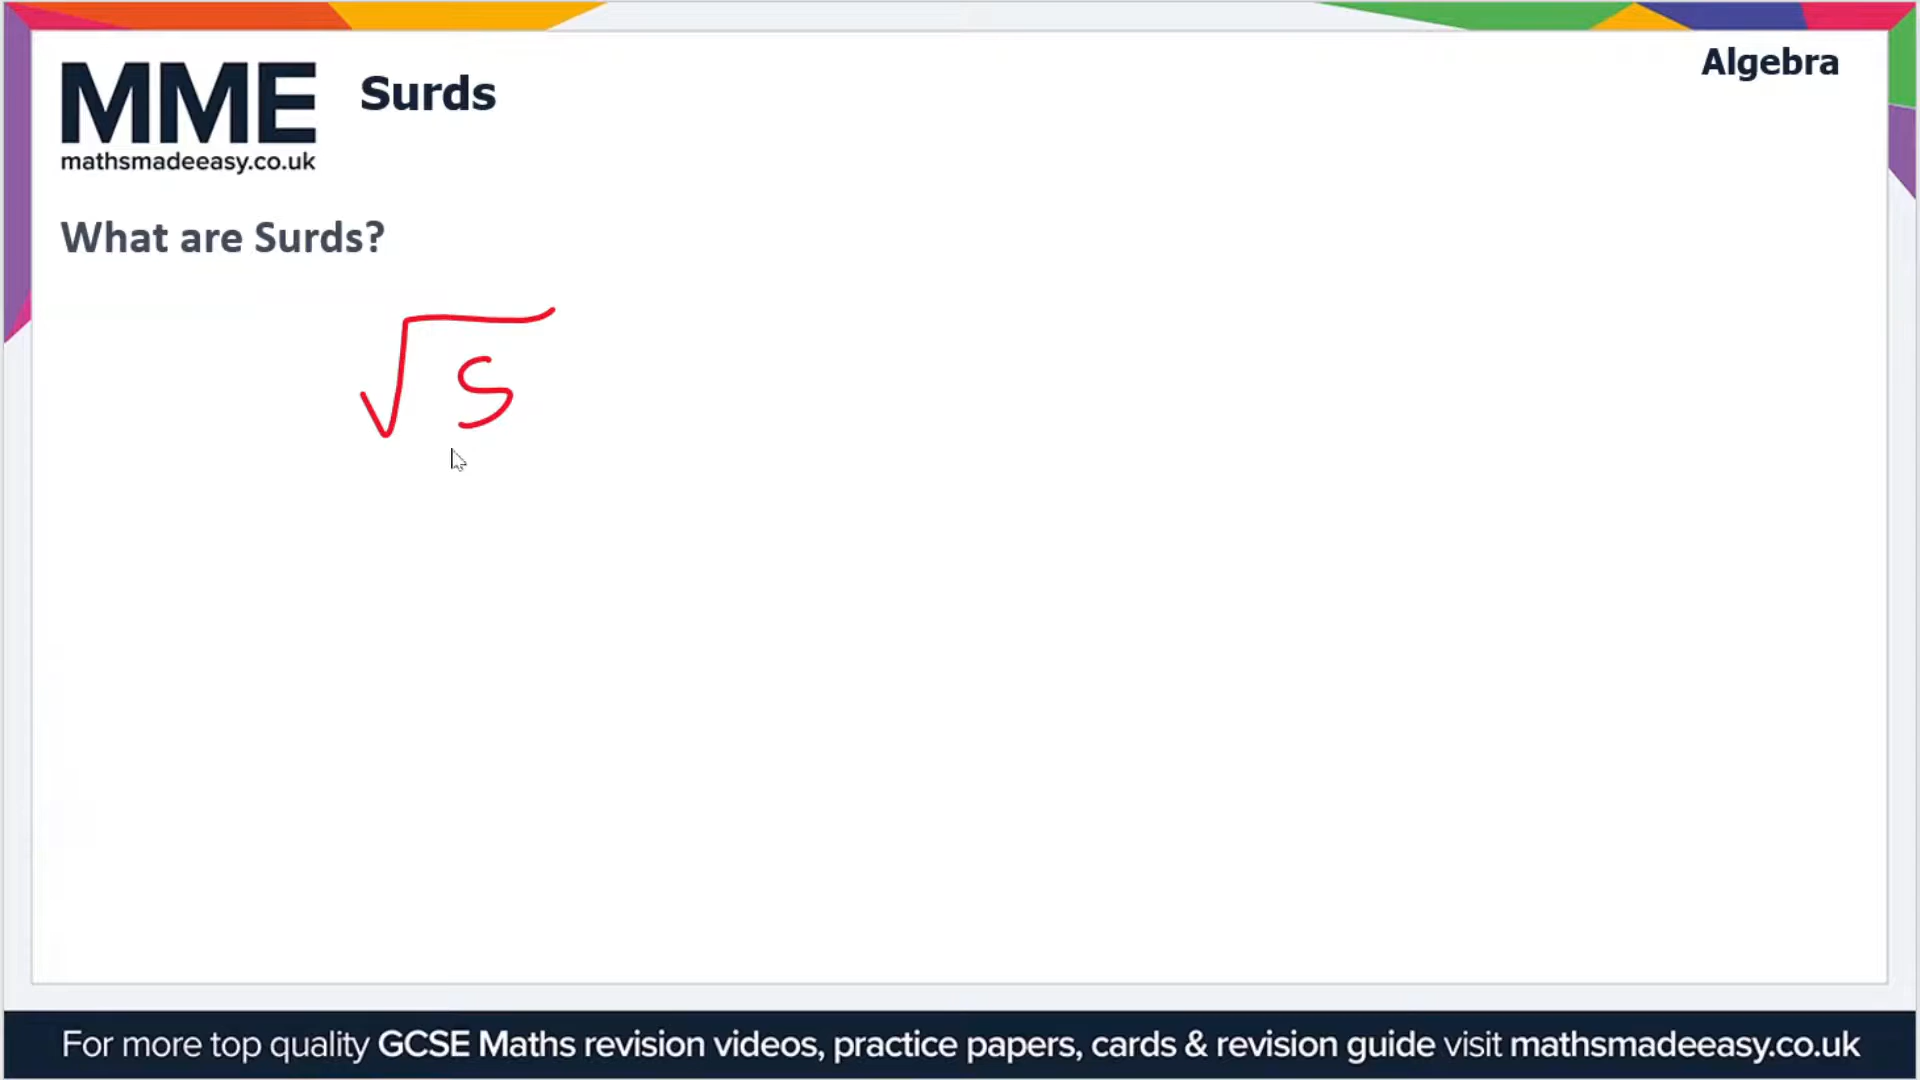 Algebra
MME
Surds
mathsmadeeasy.co.uk
What are Surds?
√5
For more top quality GCSE Maths revision videos, practice papers, cards & revision guide visit mathsmadeeasy.co.uk